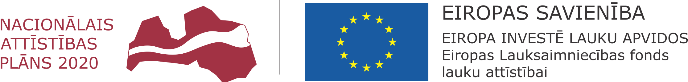 NACIONĀLAIS
ATTĪSTĪBAS
PLĀNS 2020
EIROPAS SAVIENĪBA
EIROPA INVESTĒ LAUKU APVIDOS
Eiropas Lauksaimniecības fonds
lauku attīstībai